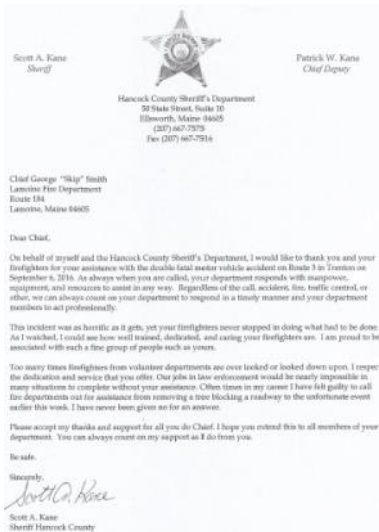 Scott A. Kane
Sheriff
Patrick W. Kane
Chief Deputy
Hancock County Sheriff's Department
50 State Street, Suite 10
Ellsworth, Maine 04605
(207) 667-7575
Fax (207) 667-7516
Chief George "Skip" Smith
Lamoine Fire Department
Route 184
Lamoine, Maine 04605
Dear Chief,
On behalf of myself and the Hancock County Sheriff's Department, I would like to thank you and your
firefighters for your assistance with the double fatal motor vehicle accident on Route 3 in Trenton on
September 6, 2016. As always when you are called, your department responds with manpower,
equipment, and resources to assist in any way. Regardless of the call, accident, fire, traffic control, or
other, we can always count on your department to respond in a timely manner and your department
members to act professionally.
This incident was as horrific as it gets, yet your firefighters never stopped in doing what had to be done.
As I watched, I could see how well trained, dedicated, and caring your firefighters are. I am proud to be
associated with such a fine group of people such as yours.
Too many times firefighters from volunteer departments are over looked or looked down upon. I respect
the dedication and service that you offer. Our jobs in law enforcement would be nearly impossible in
many situations to complete without your assistance. Often times in my career I have felt guilty to call
fire departments out for assistance from removing a tree blocking a roadway to the unfortunate event
earlier this week. I have never been given no for an answer.
Please accept my thanks and support for all you do Chief. I hope you extend this to all members of your
department. You can always count on my support as I do from you.
Be safe.
Sincerely,
Scott A. Kane
Scott A. Kane
Sheriff Hancock County